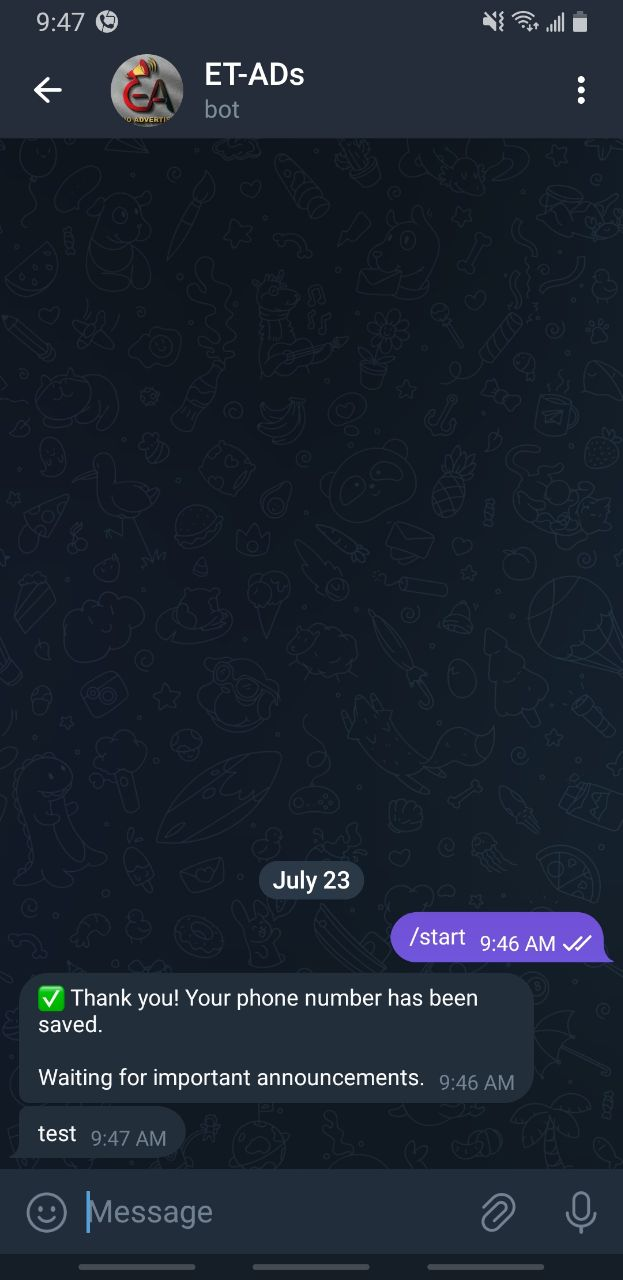 9:47
ET-ADs
bot
EA
O ADVERTI
July 23
/start 9:46 AM
✅ Thank you! Your phone number has been
saved.
Waiting for important announcements. 9:46 AM
test 9:47 AM
Message